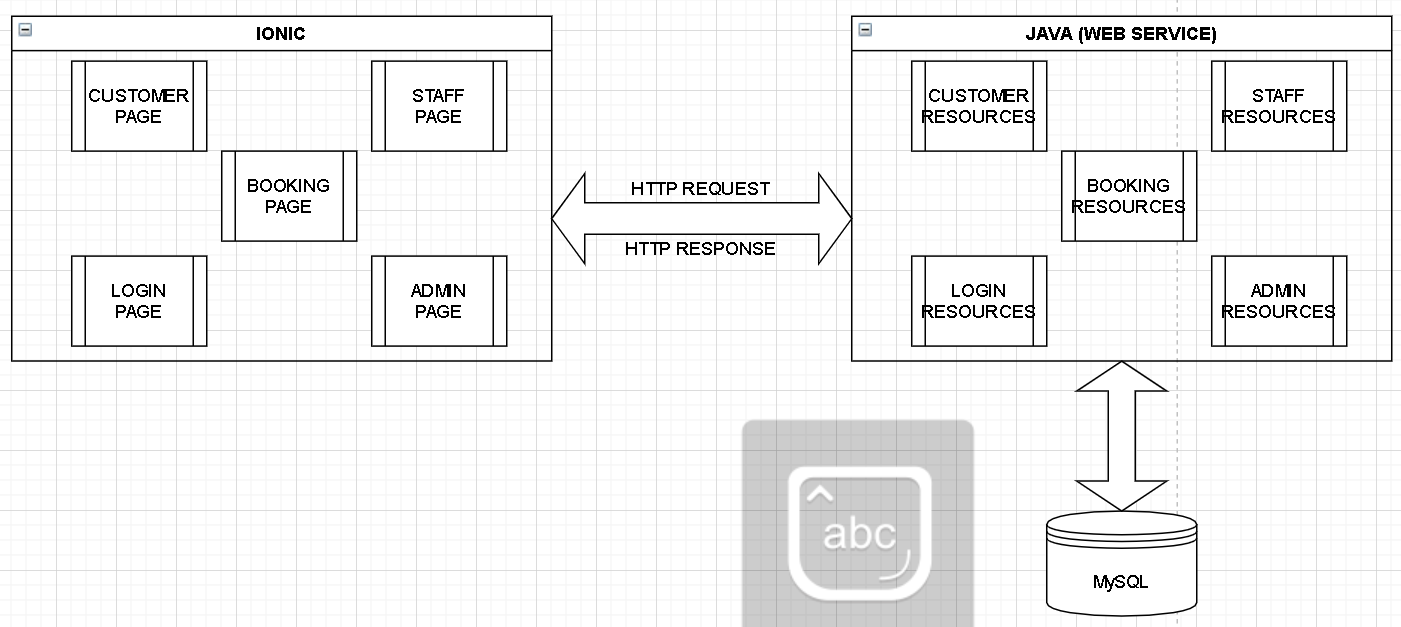 IONIC
CUSTOMER
PAGE
STAFF
PAGE
BOOKING
PAGE
LOGIN
PAGE
ADMIN
PAGE
HTTP REQUEST
HTTP RESPONSE
JAVA (WEB SERVICE)
CUSTOMER
RESOURCES
STAFF
RESOURCES
BOOKING
RESOURCES
LOGIN
RESOURCES
ADMIN
RESOURCES
abc
MySQL